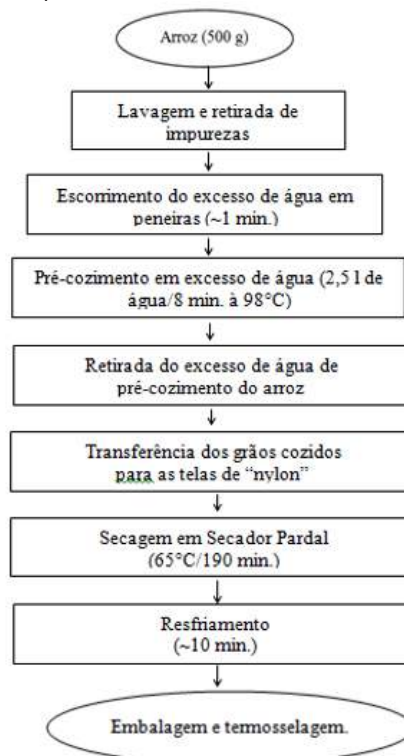 Arroz (500 g)
Lavagem e retirada de
impurezas
Escorrimento do excesso de água em
peneiras (~1 min.)
Pré-cozimento em excesso de água (2,5 l de
água/8 min. à 98°C)
Retirada do excesso de água de
pré-cozimento do arroz
Transferência dos grãos cozidos
para as telas de “nylon”
Secagem em Secador Pardal
(65°C/190 min.)
Resfriamento
(~10 min.)
Embalagem e termosselagem.